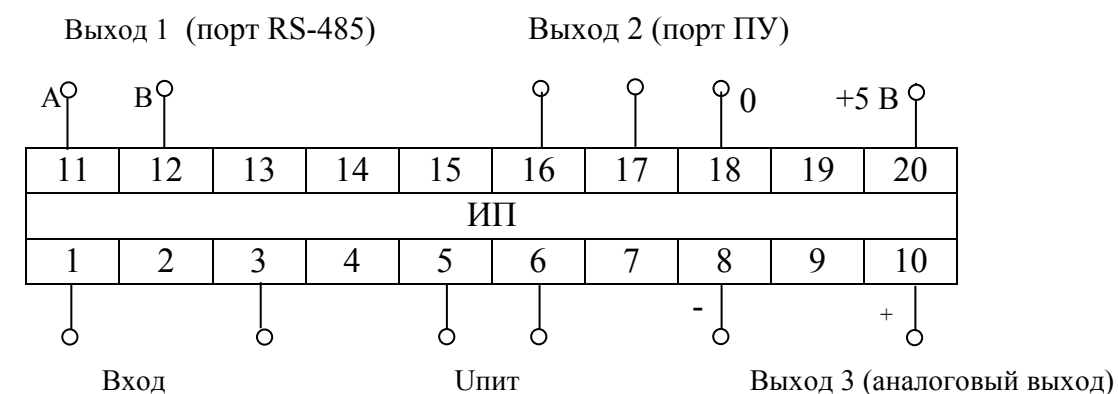 Выход 1 (порт RS-485) Выход 2 (порт ПУ)
А В 0 +5 В
11 12 13 14 15 16 17 18 19 20
ИП
1 2 3 4 5 6 7 8 9 10
- +
Вход Uпит Выход 3 (аналоговый выход)